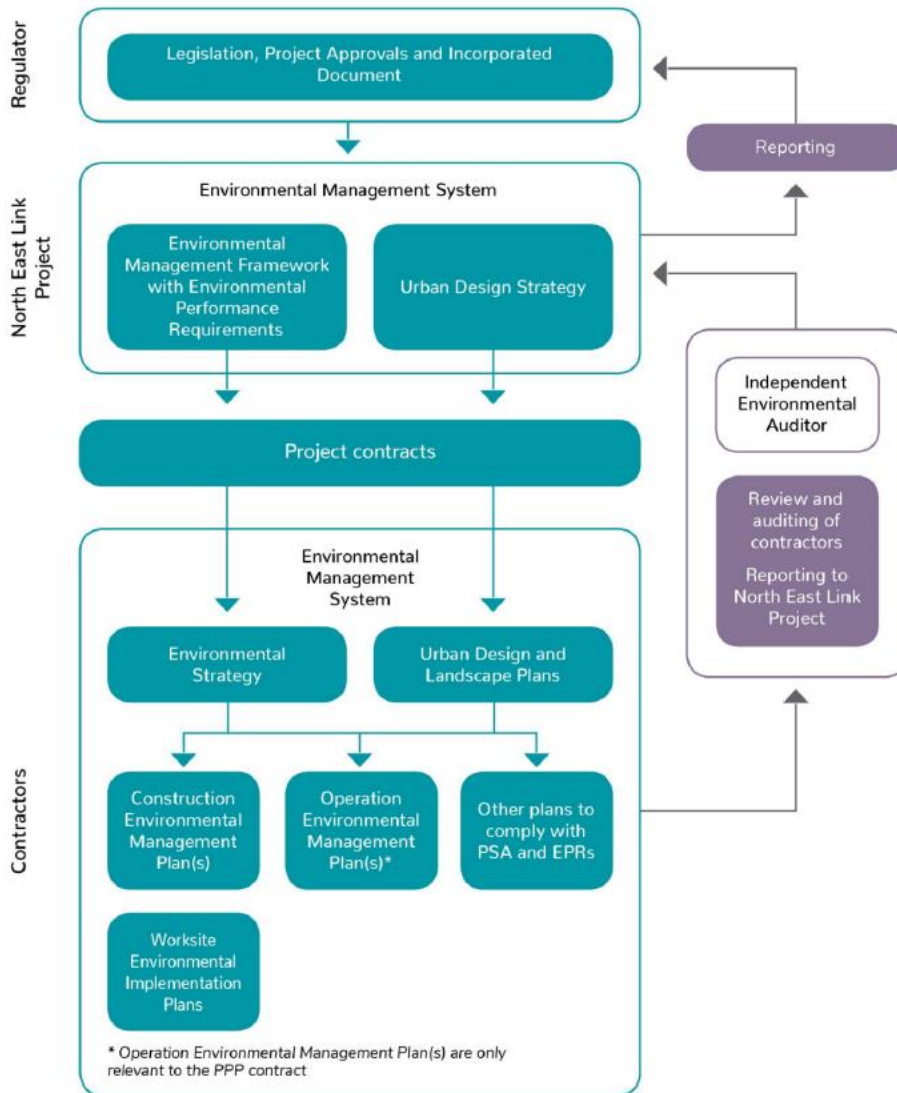 Regulator
Legislation, Project Approvals and Incorporated
Document
Reporting
North East Link
Project
Environmental Management System
Environmental
Management Framework
with Environmental
Performance
Requirements
Urban Design Strategy
Independent
Environmental
Auditor
Review and
auditing of
contractors
Reporting to
North East Link
Project
Project contracts
Contractors
Environmental
Management
System
Environmental
Strategy
Urban Design and
Landscape Plans
Construction
Environmental
Management
Plan(s)
Operation
Environmental
Management
Plan(s)*
Other plans to
comply with
PSA and EPRs
Worksite
Environmental
Implementation
Plans
* Operation Environmental Management Plan(s) are only
relevant to the PPP contract